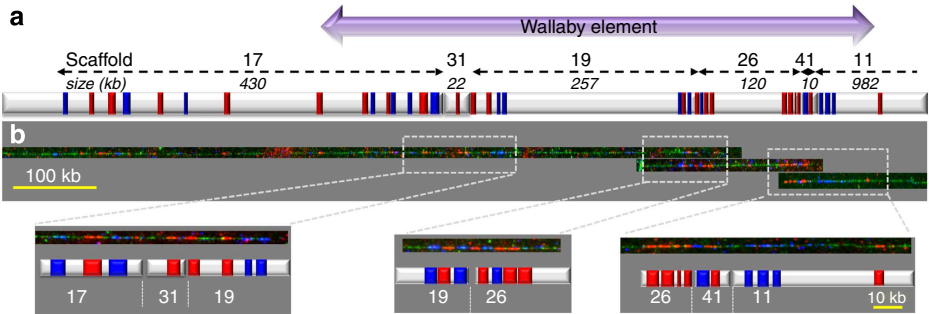 a
Wallaby element
Scaffold 17 31 19 26 41 11
size (kb) 430 22 257 120 10 982
b
100 kb
17 31 19
19 26
26 41 11
10 kb